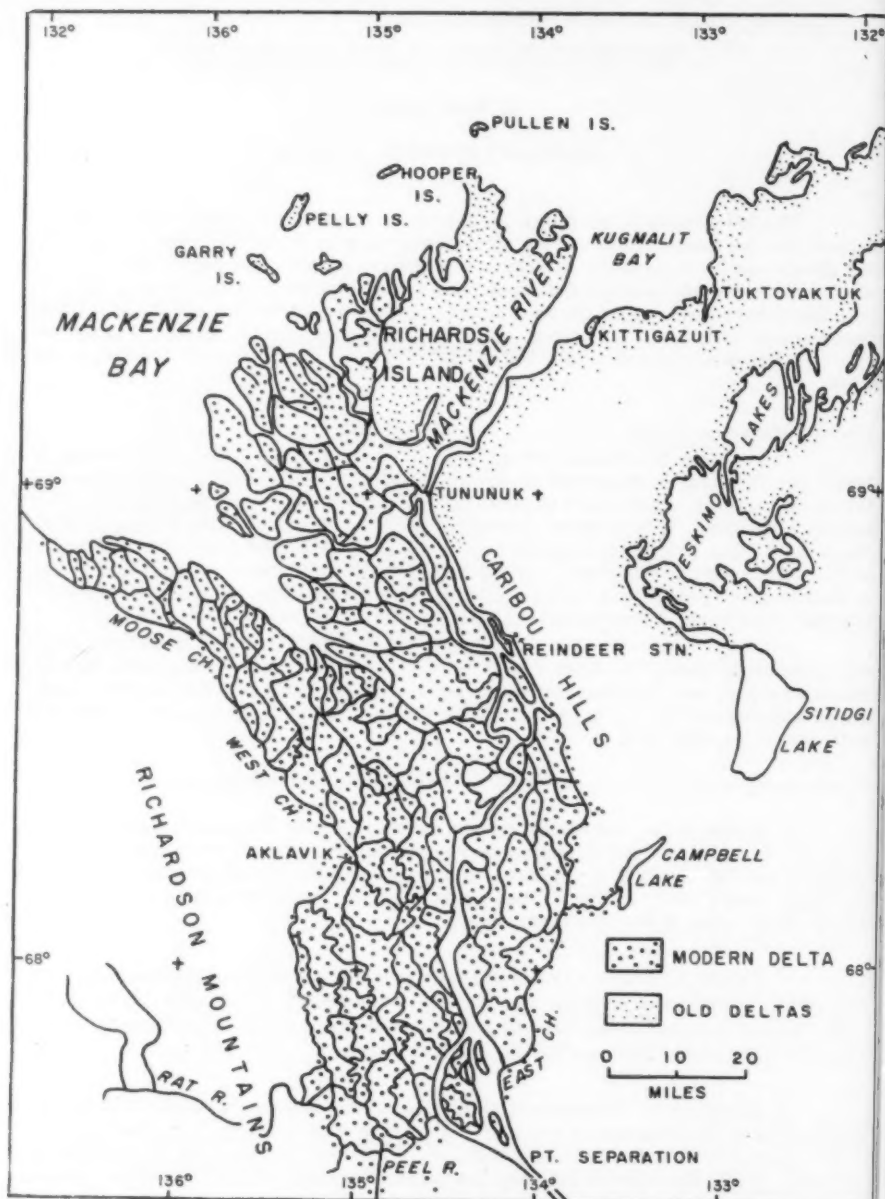 132° 136° 135° 134° 133° 132°
PULLEN IS.
HOOPER
IS.
PELLY IS.
GARRY
IS.
KUGMALIT
BAY
MACKENZIE
BAY
TUKTOYAKTUK
KITTIGAZUIT
RICHARDS
ISLAND
MACKENZIE RIVER
ESKIMO LAKES
69° TUNUNUK 69°
CARIBOU HILLS
MOOSE CH.
REINDEER STN.
SITIDGI
LAKE
WEST CH.
RICHARDSON MOUNTAINS
AKLAVIK
CAMPBELL
LAKE
MODERN DELTA
68° 68°
OLD DELTAS
0 10 20
MILES
EAST CH.
RAT R.
PEEL R.
PT. SEPARATION
136° 135° 134° 133°